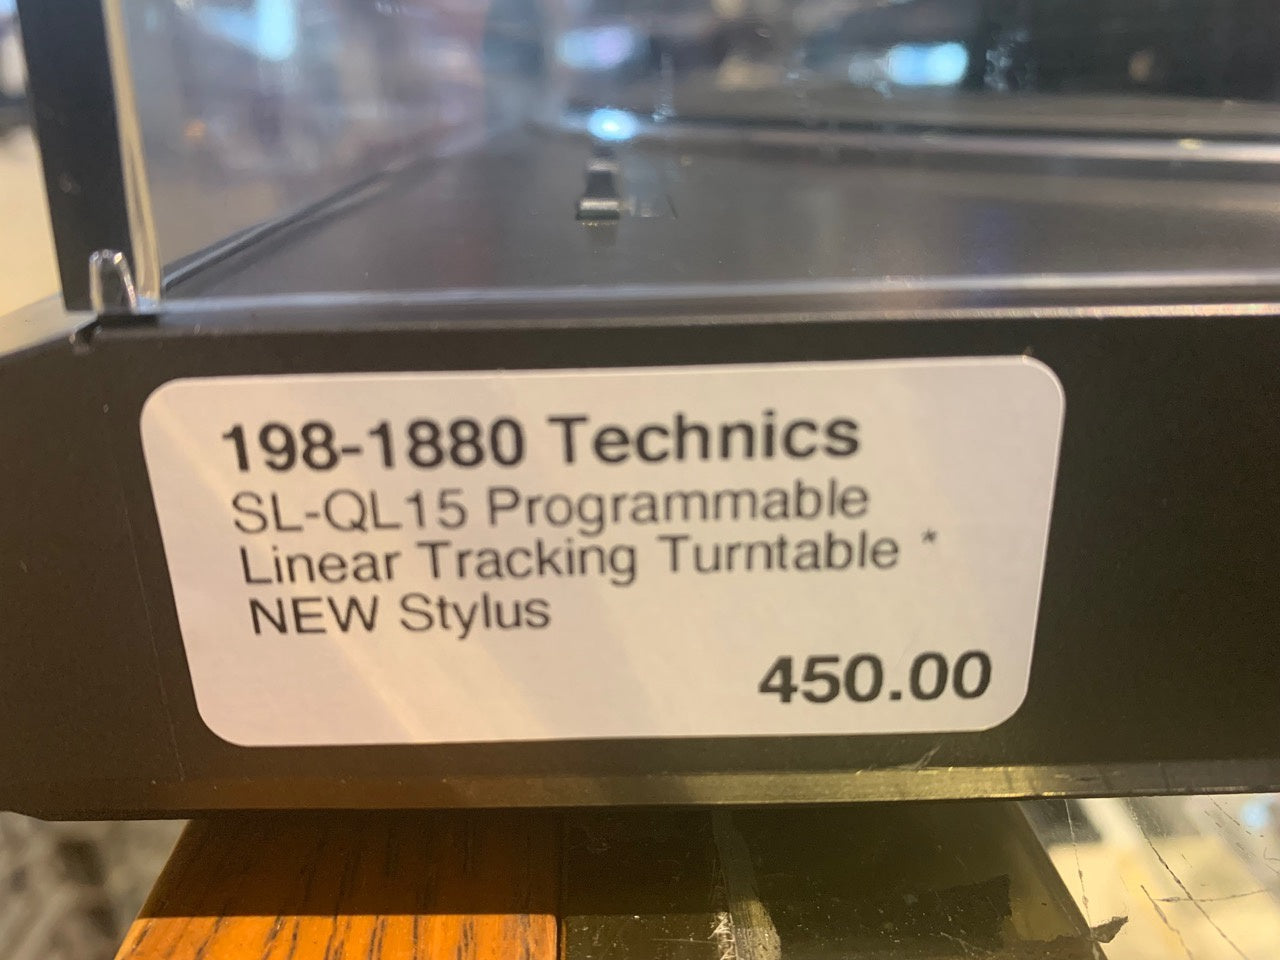 198-1880 Technics
SL-QL15 Programmable
Linear Tracking Turntable *
NEW Stylus
450.00